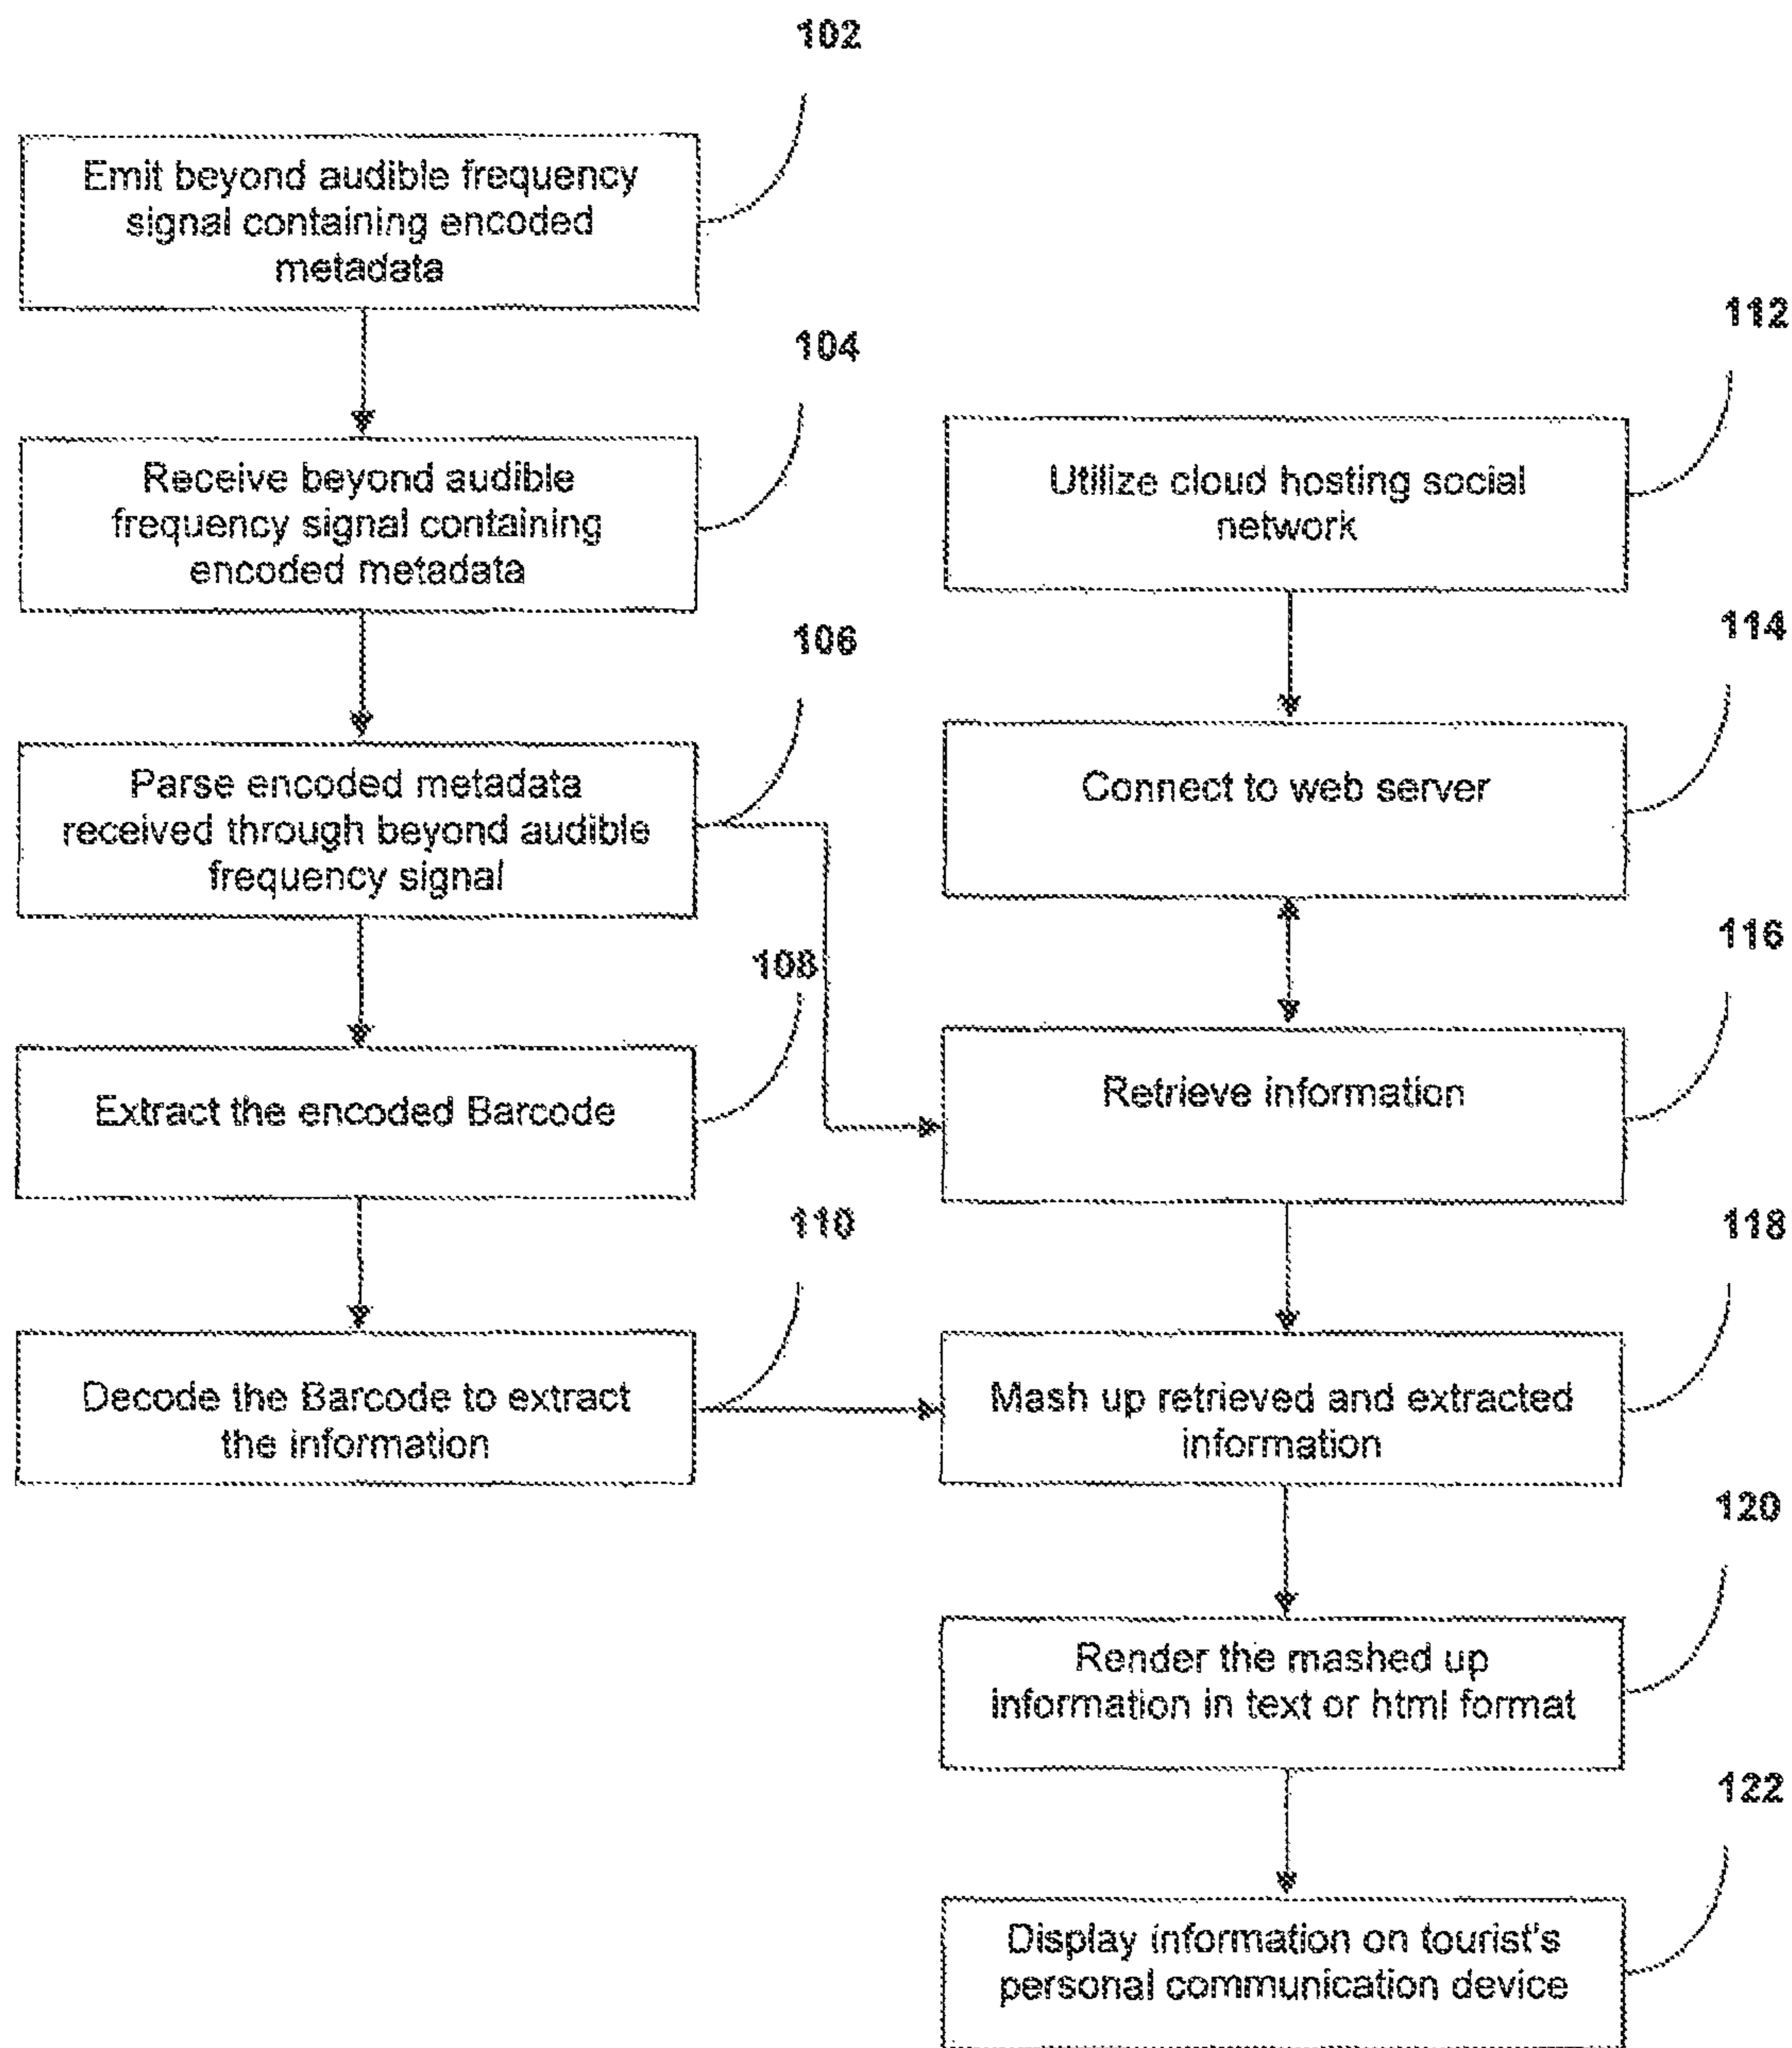 102
Emit beyond audible frequency
signal containing encoded
metadata
104
Receive beyond audible
frequency signal containing
encoded metadata
106
Parse encoded metadata
received through beyond audible
frequency signal
108
Extract the encoded Barcode
110
Decode the Barcode to extract
the information
112
Utilize cloud hosting social
network
114
Connect to web server
116
Retrieve information
118
Mash up retrieved and extracted
information
120
Render the mashed up
information in text or html format
122
Display information on tourist's
personal communication device